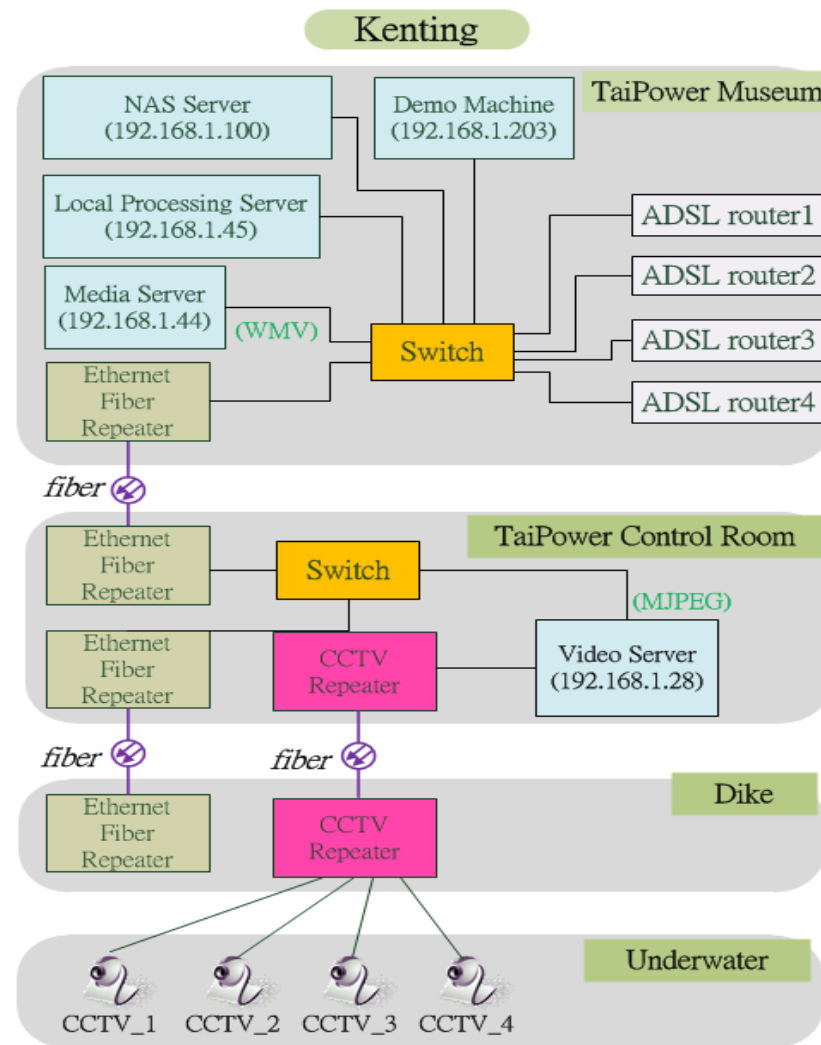 Kenting
TaiPower Museum
NAS Server
(192.168.1.100)
Demo Machine
(192.168.1.203)
Local Processing Server
(192.168.1.45)
ADSL router1
ADSL router2
Media Server
(192.168.1.44)
(WMV)
Switch
ADSL router3
ADSL router4
Ethernet
Fiber
Repeater
fiber
TaiPower Control Room
Ethernet
Fiber
Repeater
Switch
(MJPEG)
Ethernet
Fiber
Repeater
CCTV
Repeater
Video Server
(192.168.1.28)
fiber
fiber
Dike
Ethernet
Fiber
Repeater
CCTV
Repeater
Underwater
CCTV_1
CCTV_2
CCTV_3
CCTV_4